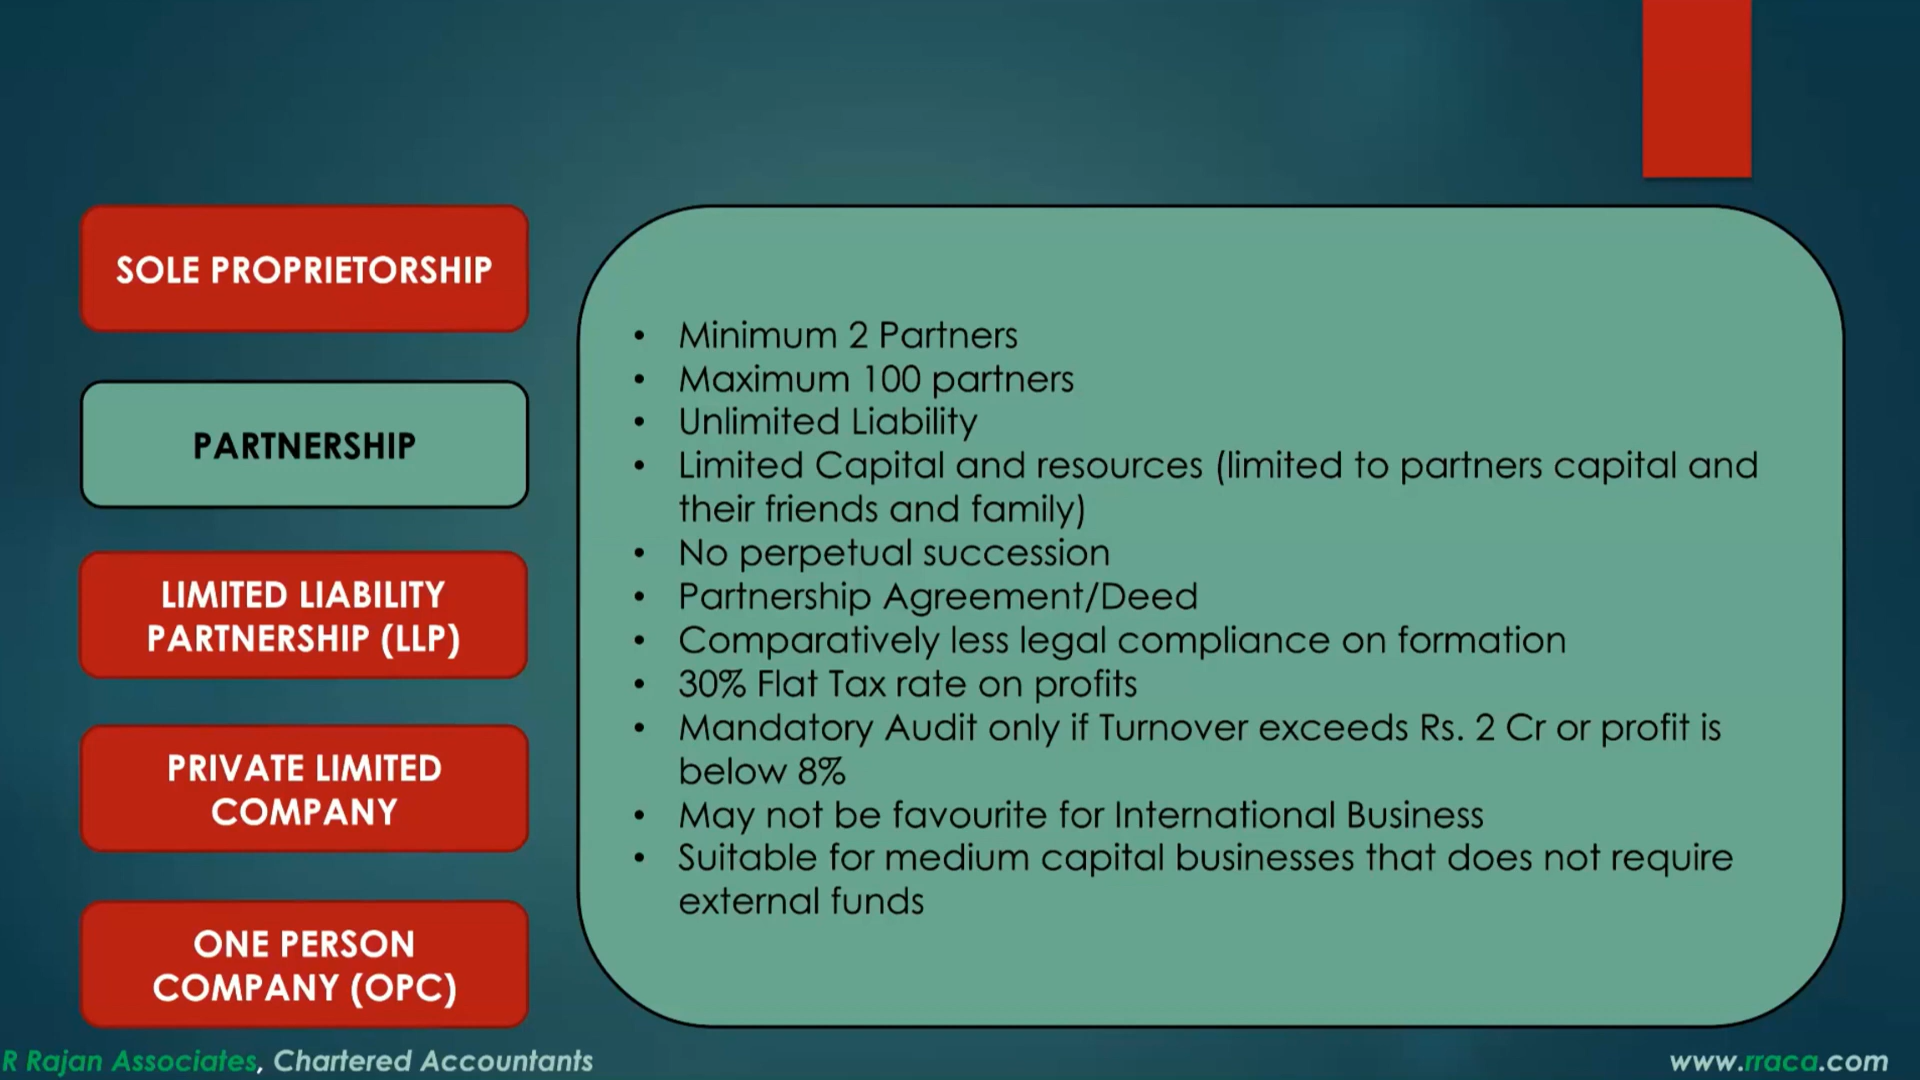 SOLE PROPRIETORSHIP
PARTNERSHIP
LIMITED LIABILITY
PARTNERSHIP (LLP)
PRIVATE LIMITED
COMPANY
ONE PERSON
COMPANY (OPC)
• Minimum 2 Partners
• Maximum 100 partners
• Unlimited Liability
• Limited Capital and resources (limited to partners capital and
their friends and family)
• No perpetual succession
• Partnership Agreement/Deed
• Comparatively less legal compliance on formation
• 30% Flat Tax rate on profits
• Mandatory Audit only if Turnover exceeds Rs. 2 Cr or profit is
below 8%
• May not be favourite for International Business
• Suitable for medium capital businesses that does not require
external funds
R Rajan Associates, Chartered Accountants
www.rraca.com